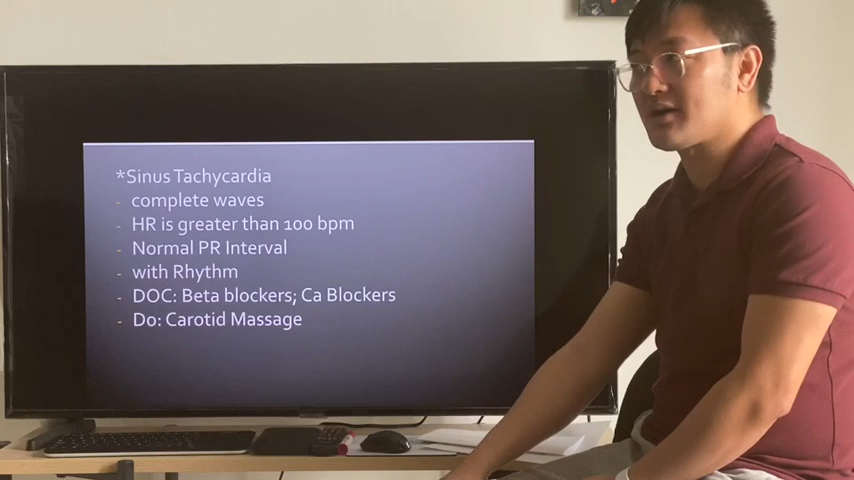 *Sinus Tachycardia
- complete waves
- HR is greater than 100 bpm
- Normal PR Interval
- with Rhythm
- DOC: Beta blockers; Ca Blockers
- Do: Carotid Massage